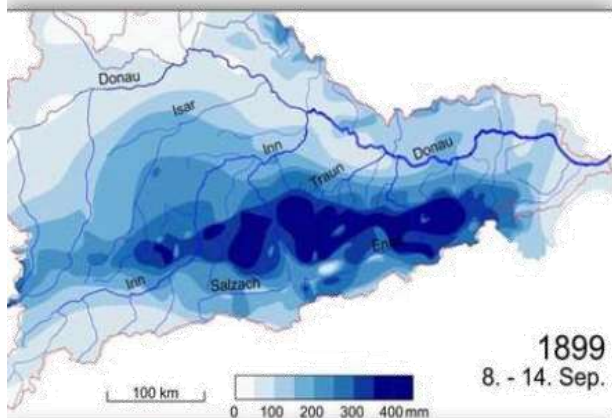 Donau
Isar
Inn
Traun
Donau
Enns
Inn
Salzach
1899
8. - 14. Sep.
100 km
0 100 200 300 400 mm